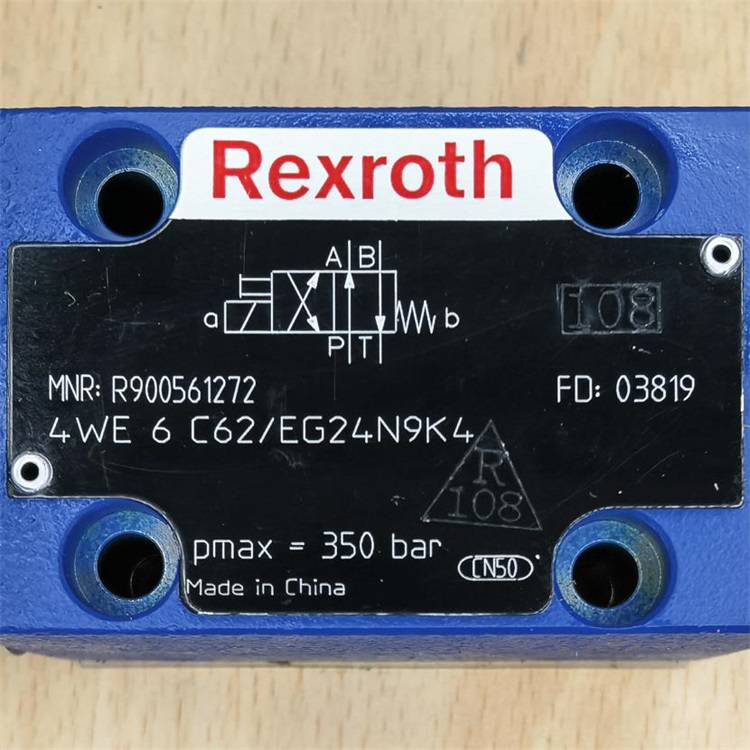 Rexroth
A B
a b
P T
108
MNR: R900561272 FD: 03819
4WE 6 C62/EG24N9K4
R
108
pmax = 350 bar
CN50
Made in China